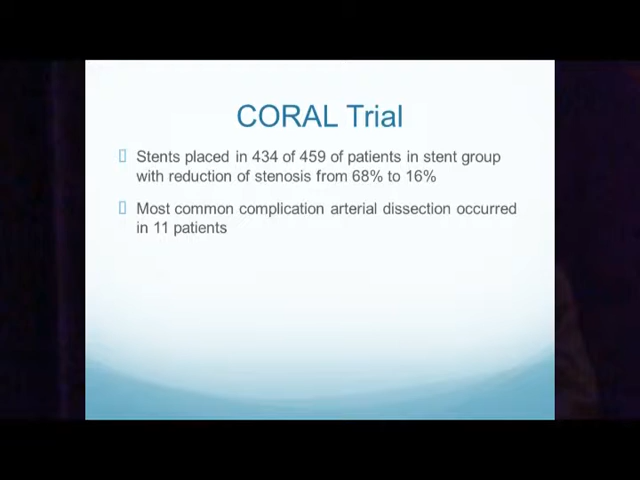 CORAL Trial
Stents placed in 434 of 459 of patients in stent group
with reduction of stenosis from 68% to 16%
Most common complication arterial dissection occurred
in 11 patients